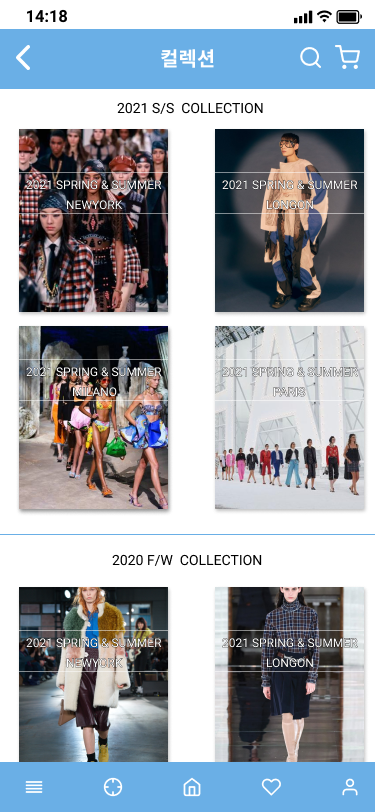 14:18
컬렉션
2021 S/S COLLECTION
2021 SPRING & SUMMER
NEWYORK
2021 SPRING & SUMMER
LONGON
2021 SPRING & SUMMER
MILANO
2021 SPRING & SUMMER
PARIS
2020 F/W COLLECTION
2021 SPRING & SUMMER
NEWYORK
2021 SPRING & SUMMER
LONGON